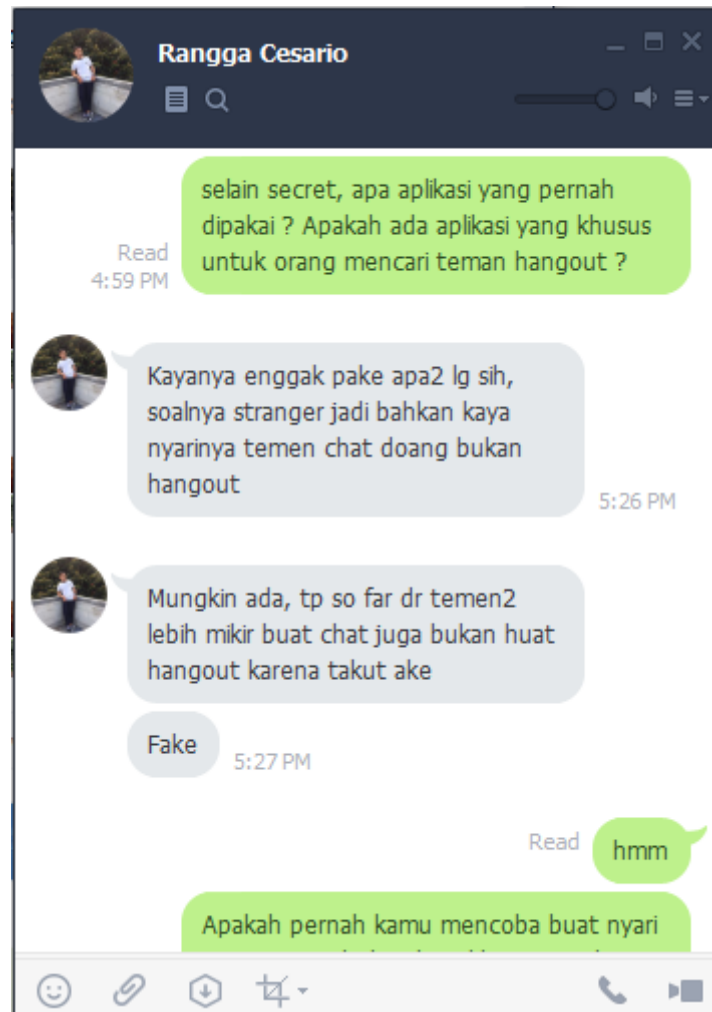 Rangga Cesario
selain secret, apa aplikasi yang pernah
dipakai ? Apakah ada aplikasi yang khusus
untuk orang mencari teman hangout ?
Read
4:59 PM
Kayanya enggak pake apa2 lg sih,
soalnya stranger jadi bahkan kaya
nyarinya temen chat doang bukan
hangout
5:26 PM
Mungkin ada, tp so far dr temen2
lebih mikir buat chat juga bukan huat
hangout karena takut ake
Fake
5:27 PM
Read
hmm
Apakah pernah kamu mencoba buat nyari